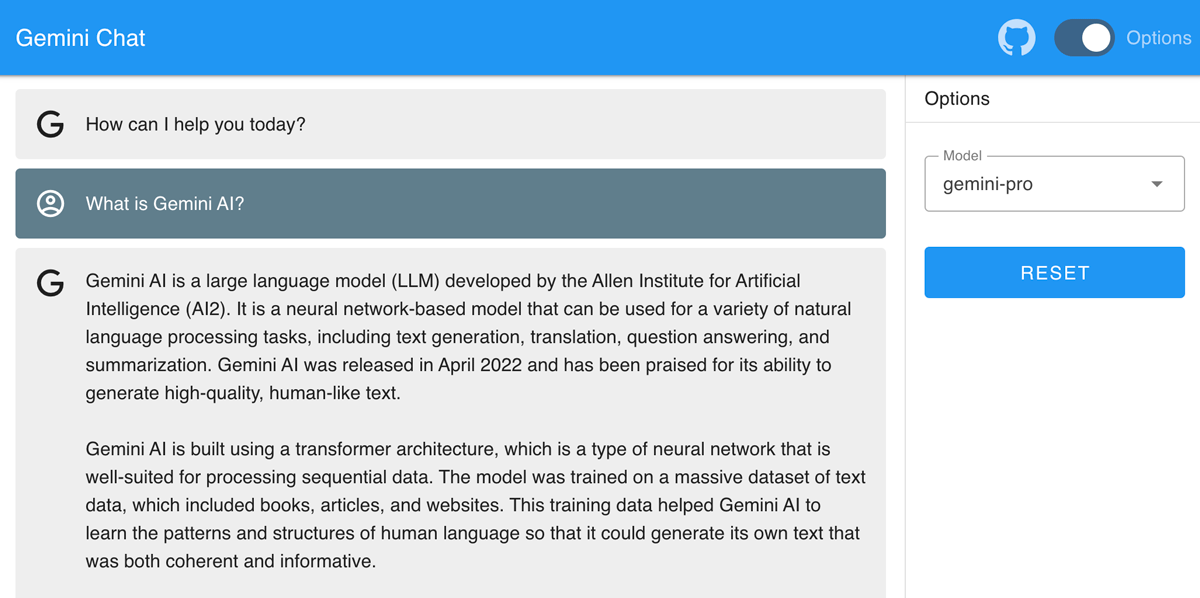 Gemini Chat
Options
How can I help you today?
What is Gemini AI?
Gemini AI is a large language model (LLM) developed by the Allen Institute for Artificial
Intelligence (AI2). It is a neural network-based model that can be used for a variety of natural
language processing tasks, including text generation, translation, question answering, and
summarization. Gemini AI was released in April 2022 and has been praised for its ability to
generate high-quality, human-like text.
Gemini AI is built using a transformer architecture, which is a type of neural network that is
well-suited for processing sequential data. The model was trained on a massive dataset of text
data, which included books, articles, and websites. This training data helped Gemini AI to
learn the patterns and structures of human language so that it could generate its own text that
was both coherent and informative.
Options
Model
gemini-pro
RESET